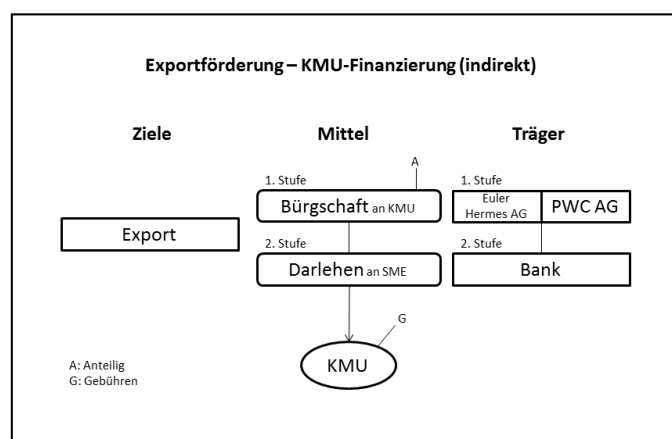 Exportförderung – KMU-Finanzierung (indirekt)
Ziele
Mittel
Träger
A
1. Stufe
1. Stufe
Bürgschaft an KMU
Euler
Hermes AG
PWC AG
Export
2. Stufe
2. Stufe
Darlehen an SME
Bank
G
KMU
A: Anteilig
G: Gebühren